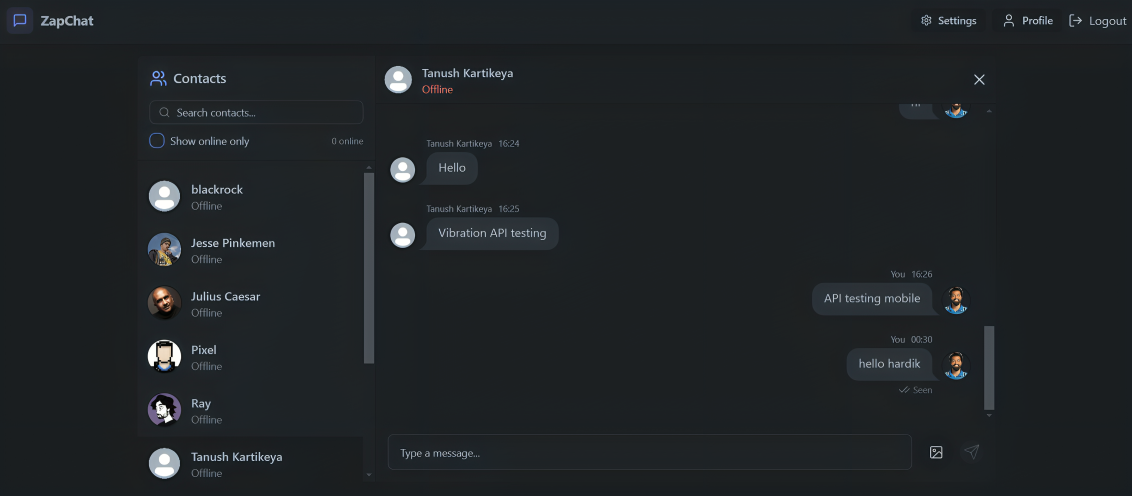 ZapChat
Settings
Profile
Logout
Contacts
Search contacts...
Show online only
0 online
blackrock
Offline
Jesse Pinkemen
Offline
Julius Caesar
Offline
Pixel
Offline
Ray
Offline
Tanush Kartikeya
Offline
Tanush Kartikeya
Offline
Tanush Kartikeya 16:24
Hello
Tanush Kartikeya 16:25
Vibration API testing
You 16:26
API testing mobile
You 00:30
hello hardik
Seen
Type a message...